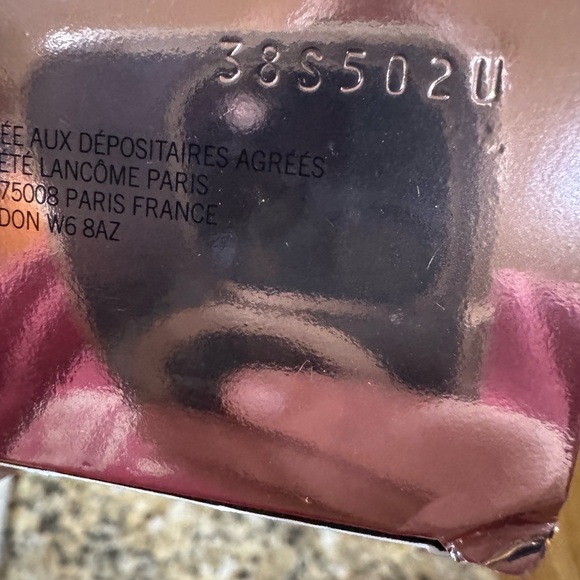 38S502U
ÉE AUX DÉPOSITAIRES AGRÉÉS
ÉTÉ LANCÔME PARIS
75008 PARIS FRANCE
DON W6 8AZ